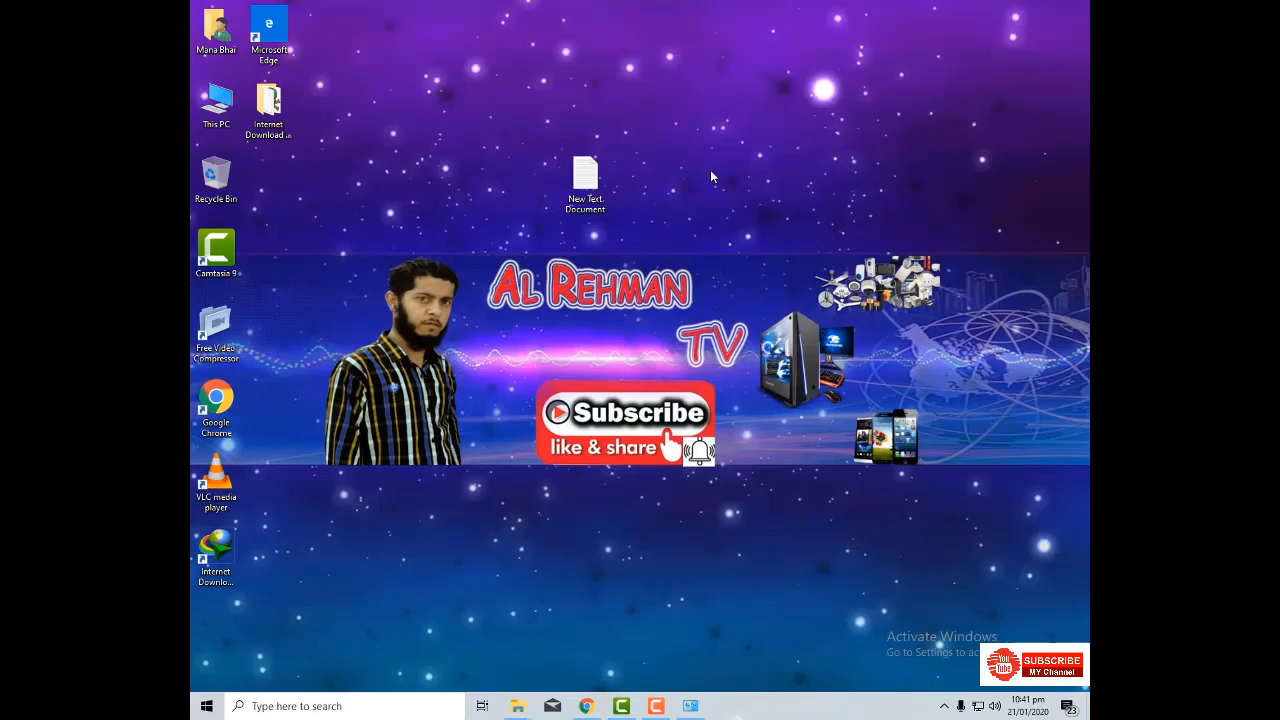 Mana Bhai
Microsoft
Edge
This PC
Internet
Download ...
Recycle Bin
New Text
Document
Camtasia 9
AL REHMAN
TV
Free Video
Compressor
Subscribe
like & share
Google
Chrome
VLC media
player
Internet
Downlo...
Activate Windows
Go to Settings to
You
Tube
SUBSCRIBE
MY Channel
Type here to search
10:41 pm
21/01/2020
23